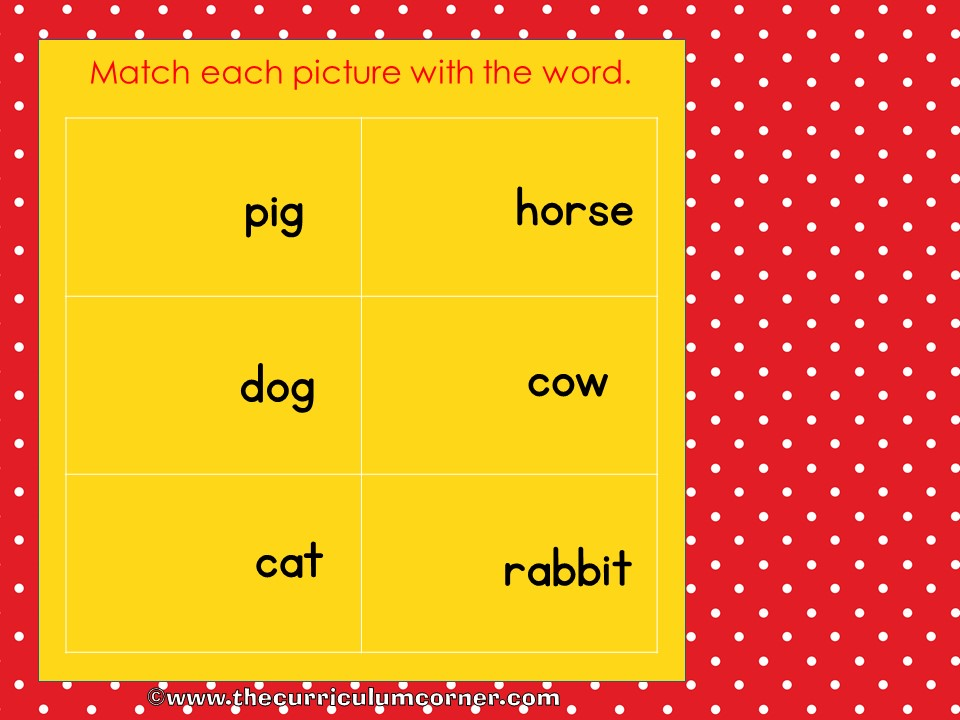 Match each picture with the word.
pig
horse
dog
cow
cat
rabbit
©www.thecurriculumcorner.com